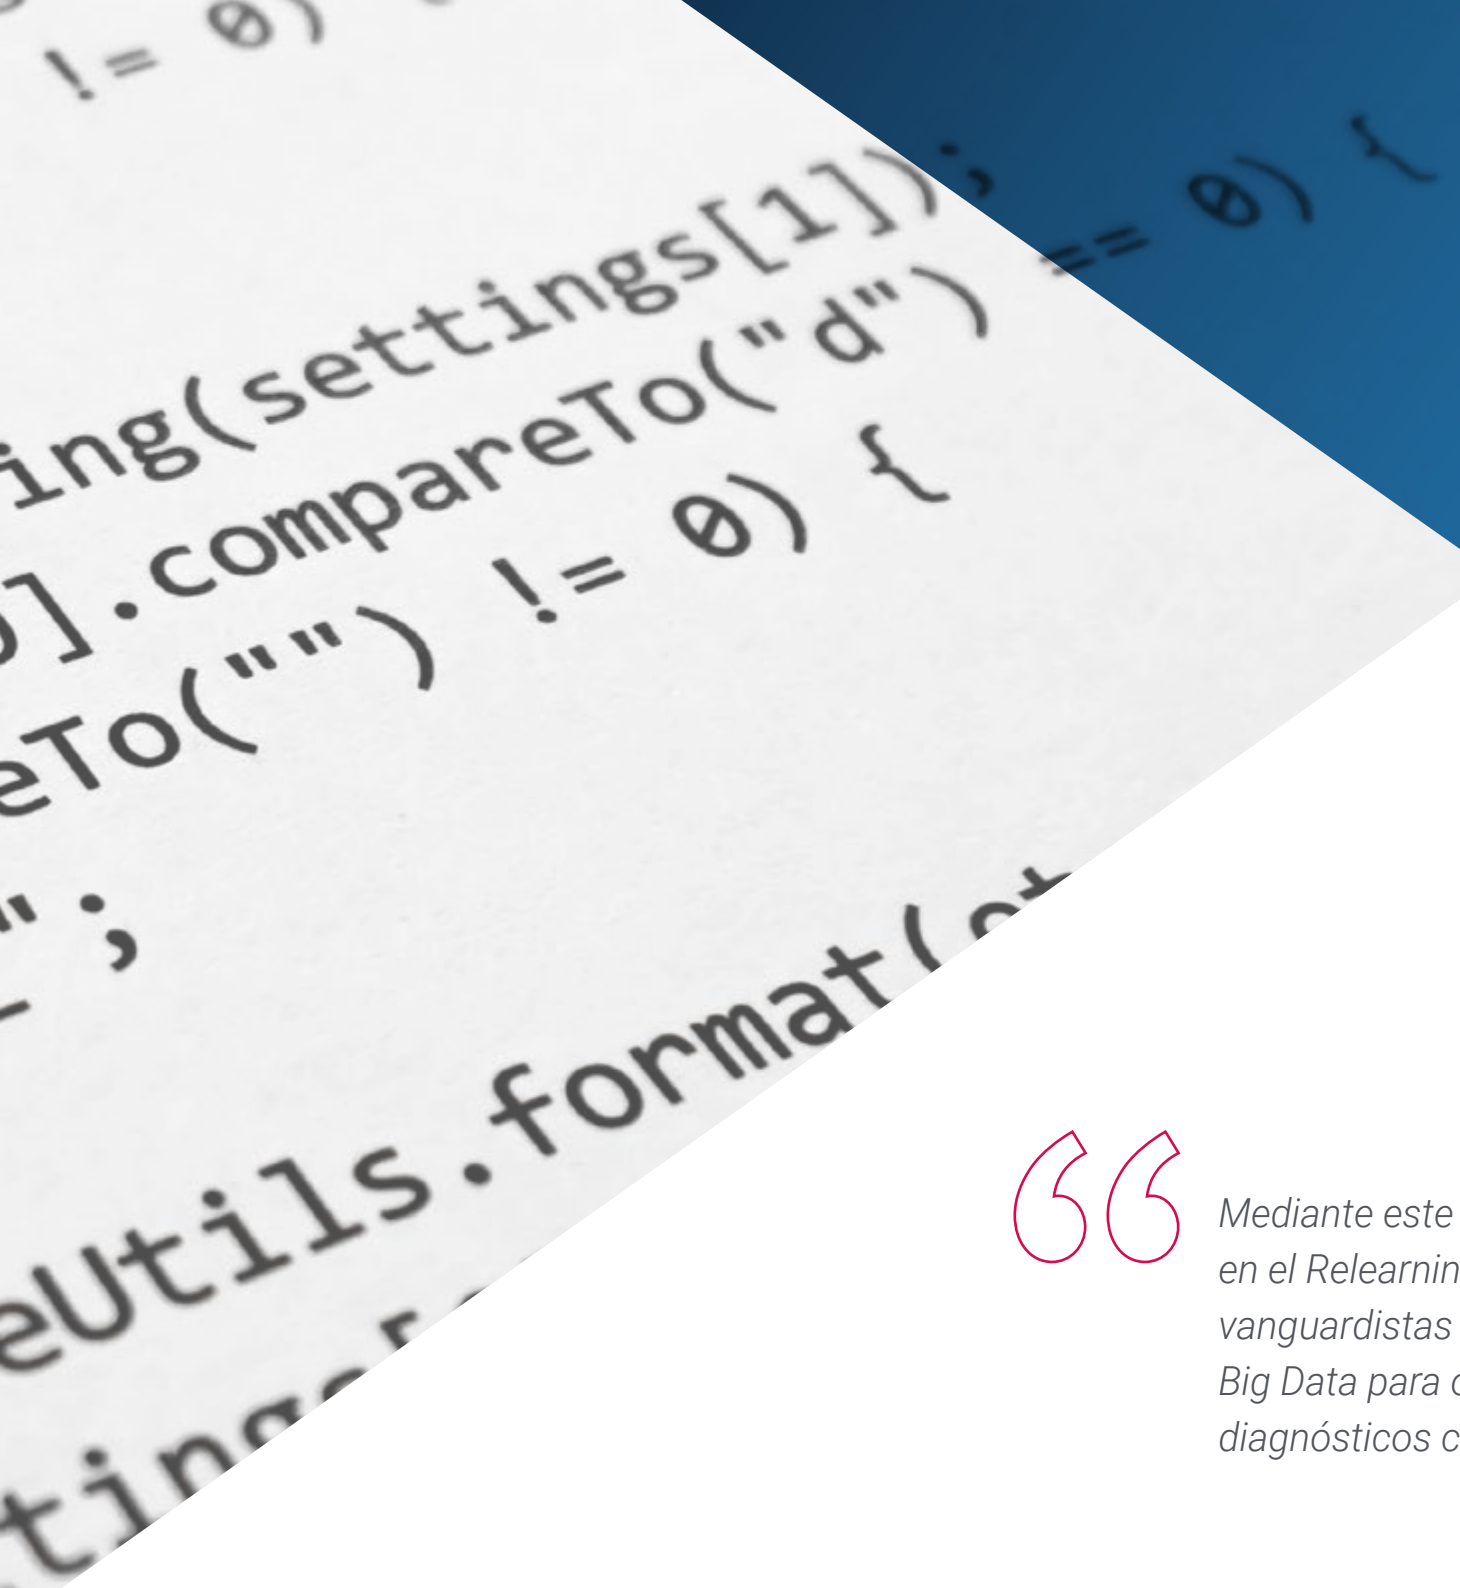 != 0)
ing(settings[1]);
].compareTo("d") == 0) {
eTo("") != 0) {
";
eUtils.format(
ting
Mediante este
en el Relearnin
vanguardistas
Big Data para
diagnósticos